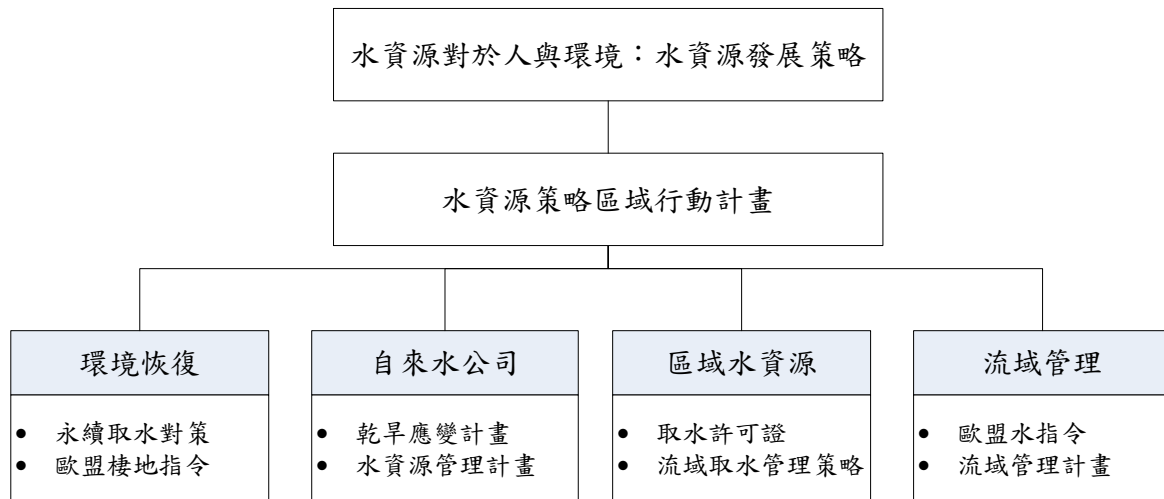 水資源對於人與環境：水資源發展策略
水資源策略區域行動計畫
環境恢復
• 永續取水對策
• 歐盟棲地指令
自來水公司
• 乾旱應變計畫
• 水資源管理計畫
區域水資源
• 取水許可證
• 流域取水管理策略
流域管理
• 歐盟水指令
• 流域管理計畫